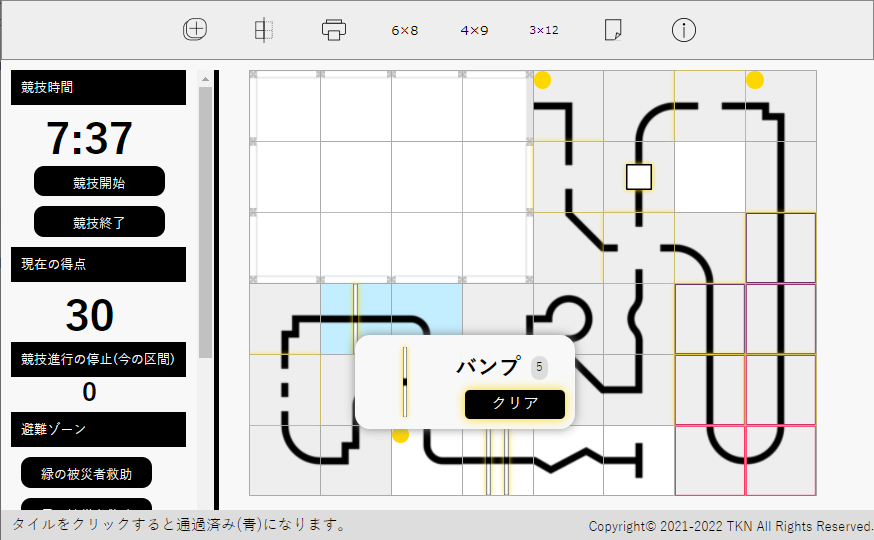 6×8 4×9 3×12
競技時間
7:37
競技開始
競技終了
現在の得点
30
競技進行の停止(今の区間)
0
避難ゾーン
緑の被災者救助
バンプ 5
クリア
タイルをクリックすると通過済み(青)になります。
Copyright© 2021-2022 TKN All Rights Reserved.